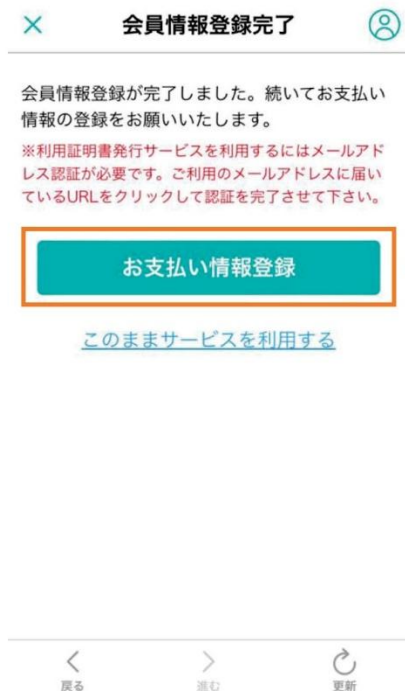 会員情報登録完了
会員情報登録が完了しました。続いてお支払い
情報の登録をお願いいたします。
※利用証明書発行サービスを利用するにはメールアド
レス認証が必要です。ご利用のメールアドレスに届い
ているURLをクリックして認証を完了させて下さい。
お支払い情報登録
このままサービスを利用する
戻る 進む 更新